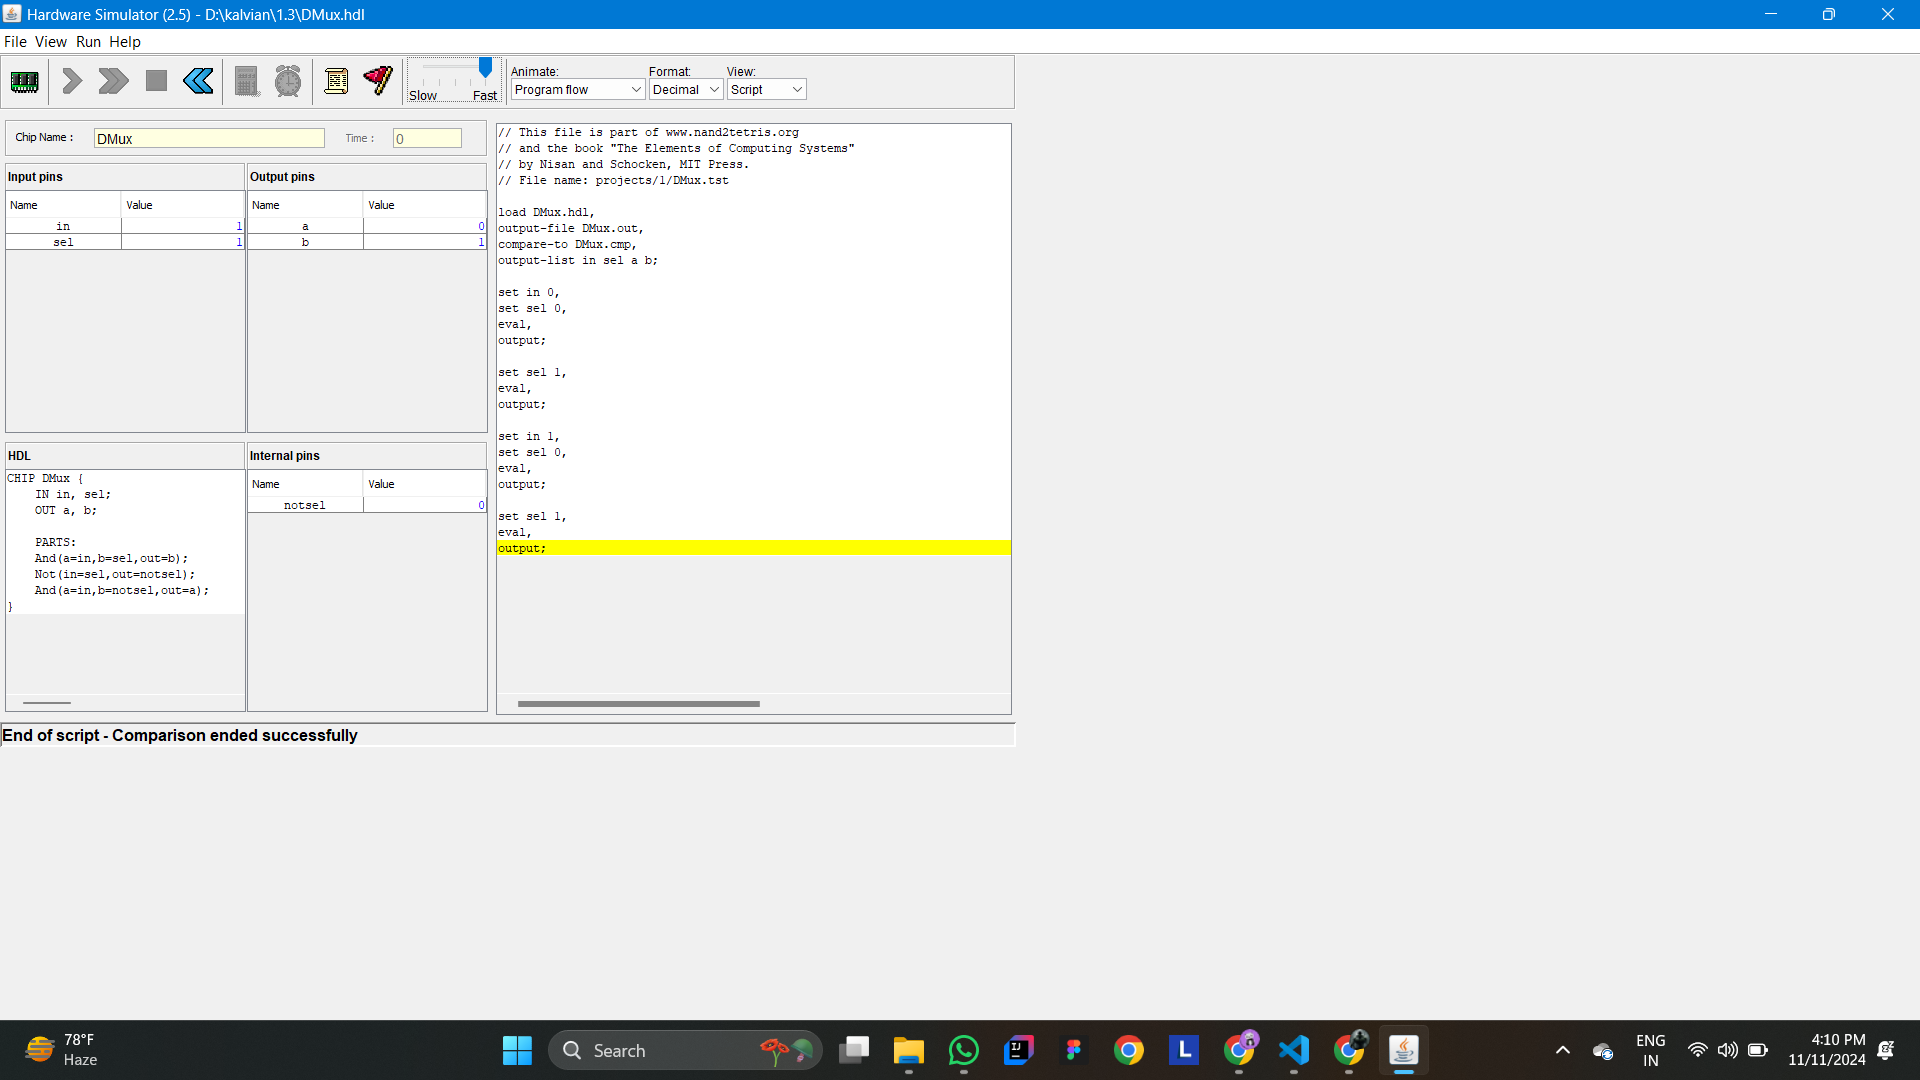 Hardware Simulator (2.5) - D:\kalvian\1.3\DMux.hdl
File View Run Help
Slow Fast
Animate:
Program flow
Format:
Decimal
View:
Script
Chip Name :
DMux
Time :
0
Input pins
Name Value
in 1
sel 1
Output pins
Name Value
a 0
b 1
HDL
CHIP DMux {
    IN in, sel;
    OUT a, b;

    PARTS:
    And(a=in,b=sel,out=b);
    Not(in=sel,out=notsel);
    And(a=in,b=notsel,out=a);
}
Internal pins
Name Value
notsel 0
// This file is part of www.nand2tetris.org
// and the book "The Elements of Computing Systems"
// by Nisan and Schocken, MIT Press.
// File name: projects/1/DMux.tst

load DMux.hdl,
output-file DMux.out,
compare-to DMux.cmp,
output-list in sel a b;

set in 0,
set sel 0,
eval,
output;

set sel 1,
eval,
output;

set in 1,
set sel 0,
eval,
output;

set sel 1,
eval,
output;
End of script - Comparison ended successfully
78°F
Haze
Search
IJ
L
ENG
IN
4:10 PM
11/11/2024